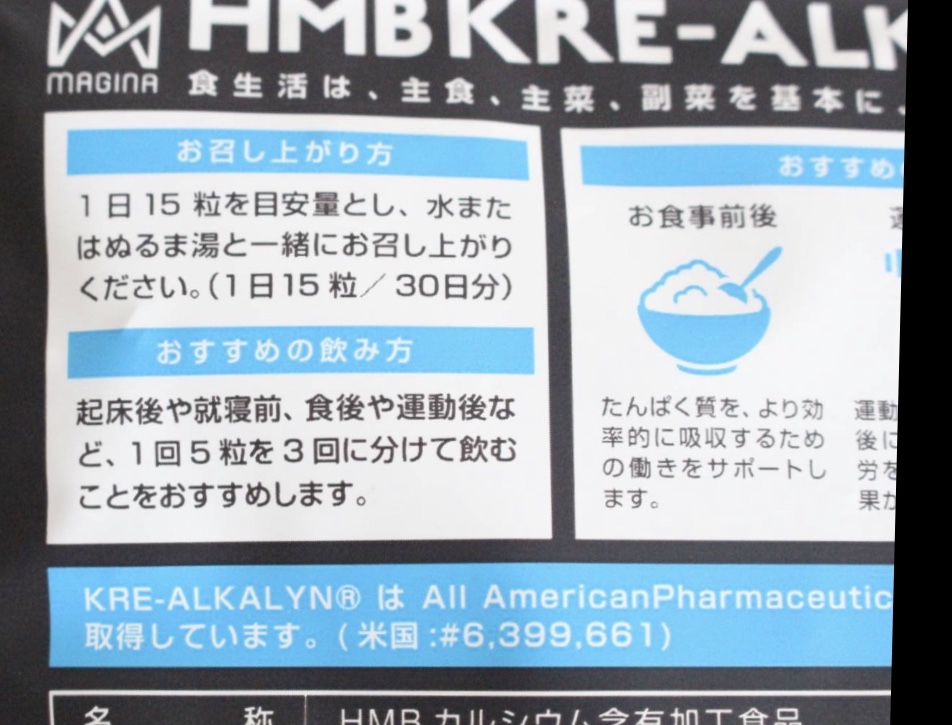 HMB KRE-ALK
MAGINA
食生活は、主食、主菜、副菜を基本に、
お召し上がり方
1日15粒を目安量とし、水また
はぬるま湯と一緒にお召し上がり
ください。(1日15粒/30日分)
おすすめの飲み方
起床後や就寝前、食後や運動後な
ど、1回5粒を3回に分けて飲む
ことをおすすめします。
おすすめ
お食事前後
たんぱく質を、より効
率的に吸収するため
の働きをサポートし
ます。
運動
後に
労を
果が
KRE-ALKALYN® は All AmericanPharmaceutic
取得しています。(米国:#6,399,661)
名 称 HMBカルシウム含有加工食品